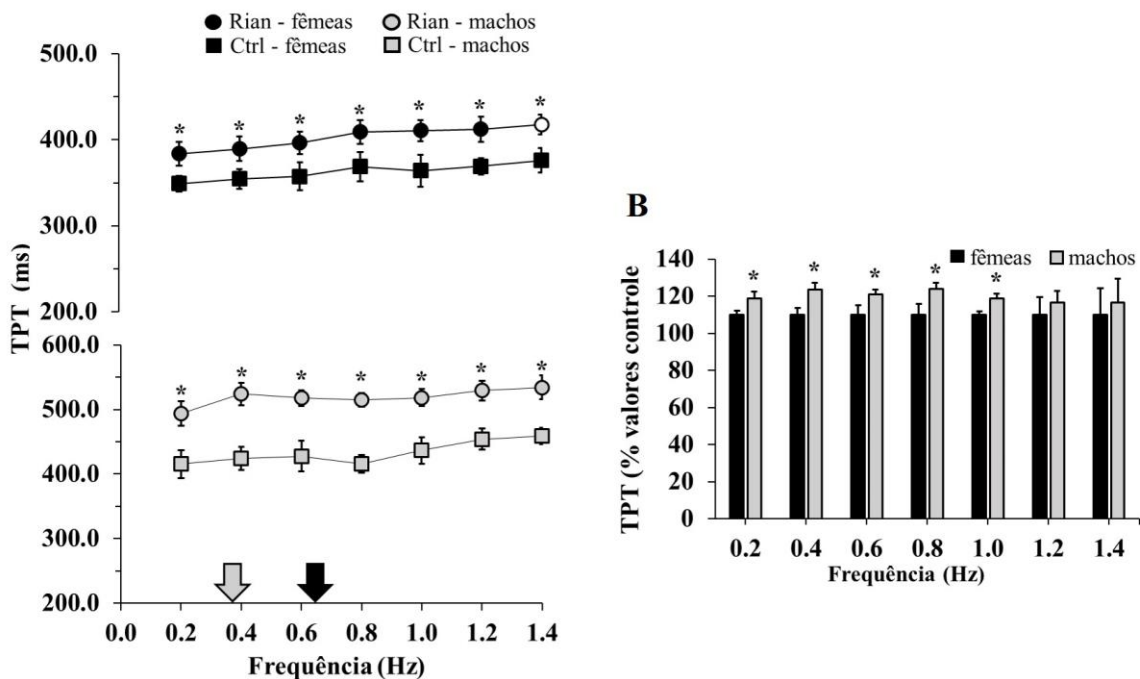 Rian - fêmeas
Rian - machos
Ctrl - fêmeas
Ctrl - machos
500.0
400.0
300.0
200.0
* * * * * * *
TPT (ms)
600.0
500.0
400.0
300.0
200.0
* * * * * * *
0.0 0.2 0.4 0.6 0.8 1.0 1.2 1.4
Frequência (Hz)
B
fêmeas machos
140
120
100
80
60
40
20
0
* * * * *
TPT (% valores controle
0.2 0.4 0.6 0.8 1.0 1.2 1.4
Frequência (Hz)